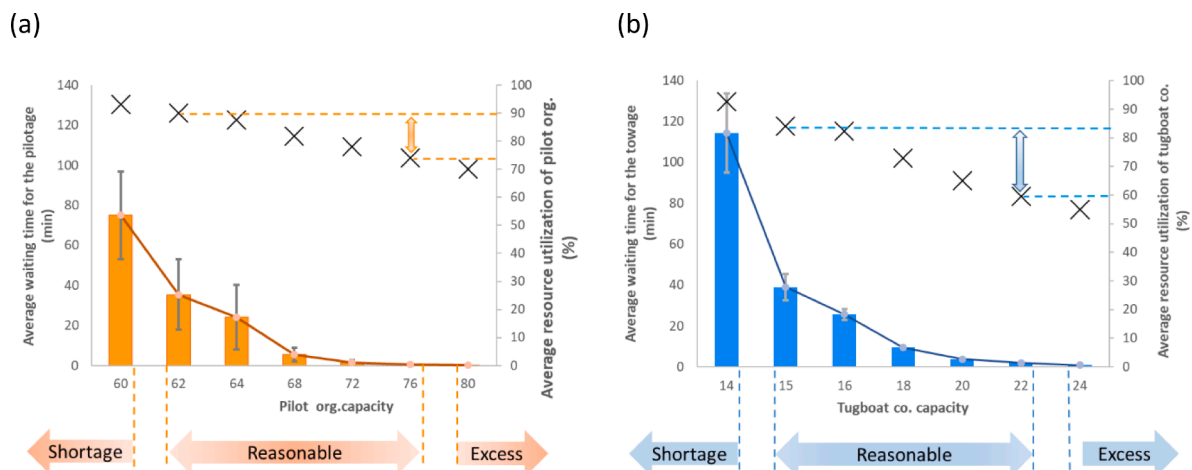 (a)
140
120
100
80
60
40
20
0
Average waiting time for the pilotage
(min)
100
90
80
70
60
50
40
30
20
10
0
Average resource utilization of pilot org.
(%)
60 62 64 68 72 76 80
Pilot org.capacity
Shortage
Reasonable
Excess
(b)
140
120
100
80
60
40
20
0
Average waiting time for the towage
(min)
100
90
80
70
60
50
40
30
20
10
0
Average resource utilization of tugboat co.
(%)
14 15 16 18 20 22 24
Tugboat co. capacity
Shortage
Reasonable
Excess